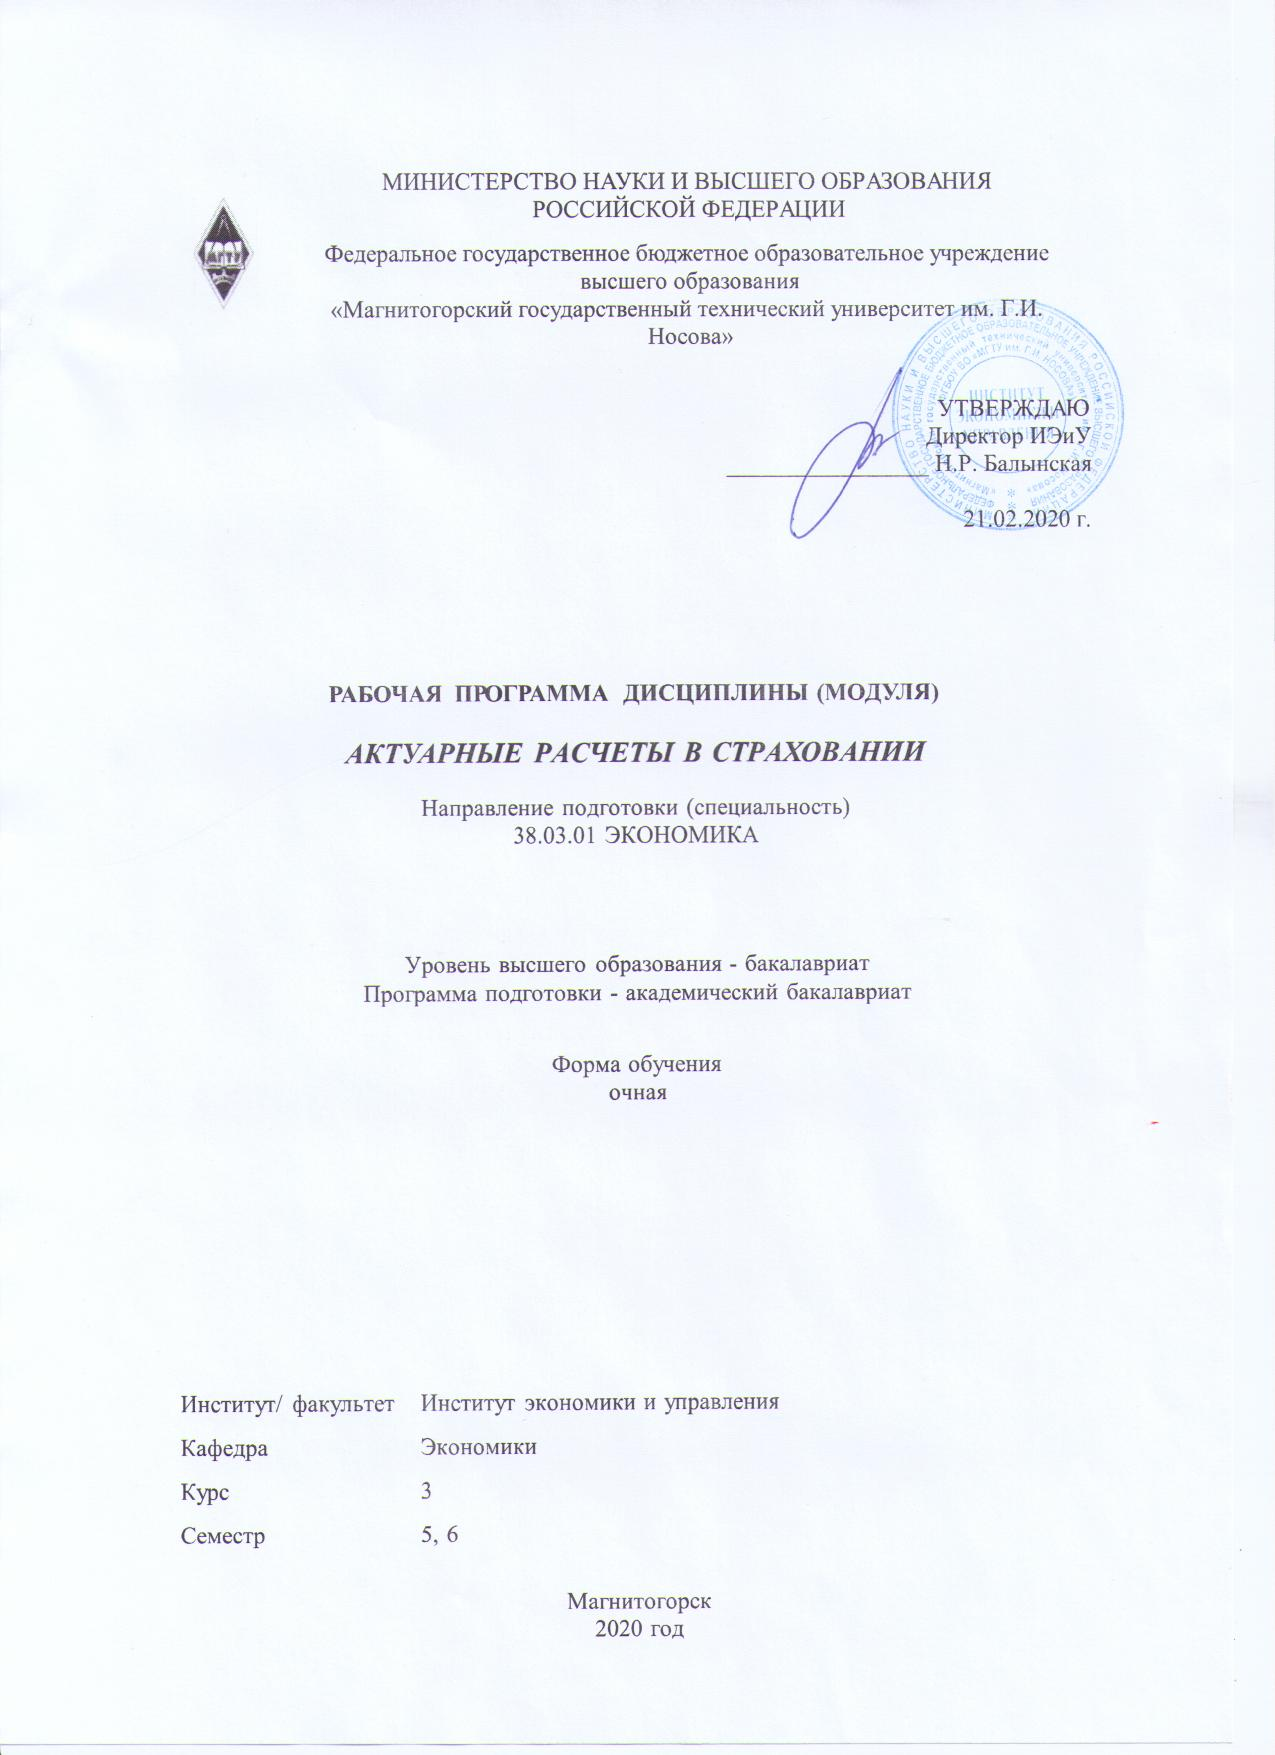 МИНИСТЕРСТВО НАУКИ И ВЫСШЕГО ОБРАЗОВАНИЯ
РОССИЙСКОЙ ФЕДЕРАЦИИ
МГТУ
Федеральное государственное бюджетное образовательное учреждение
высшего образования
«Магнитогорский государственный технический университет им. Г.И.
Носова»
УТВЕРЖДАЮ
Директор ИЭиУ
Н.Р. Балынская
21.02.2020 г.
РАБОЧАЯ ПРОГРАММА ДИСЦИПЛИНЫ (МОДУЛЯ)
АКТУАРНЫЕ РАСЧЕТЫ В СТРАХОВАНИИ
Направление подготовки (специальность)
38.03.01 ЭКОНОМИКА
Уровень высшего образования - бакалавриат
Программа подготовки - академический бакалавриат
Форма обучения
очная
Институт/ факультет Институт экономики и управления
Кафедра Экономики
Курс 3
Семестр 5, 6
Магнитогорск
2020 год